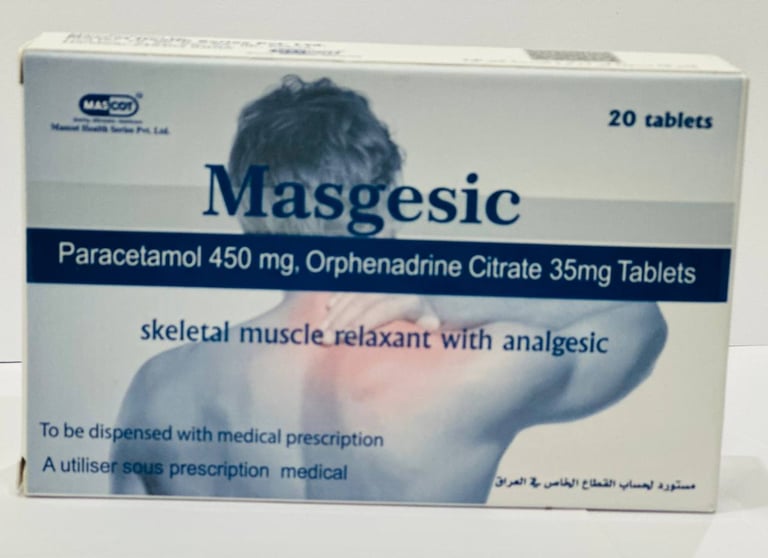 MASCOT
Mascot Health Series Pvt. Ltd.
20 tablets
Masgesic
Paracetamol 450 mg, Orphenadrine Citrate 35mg Tablets
skeletal muscle relaxant with analgesic
To be dispensed with medical prescription
A utiliser sous prescription medical
مستورد لحساب القطاع الخاص في العراق